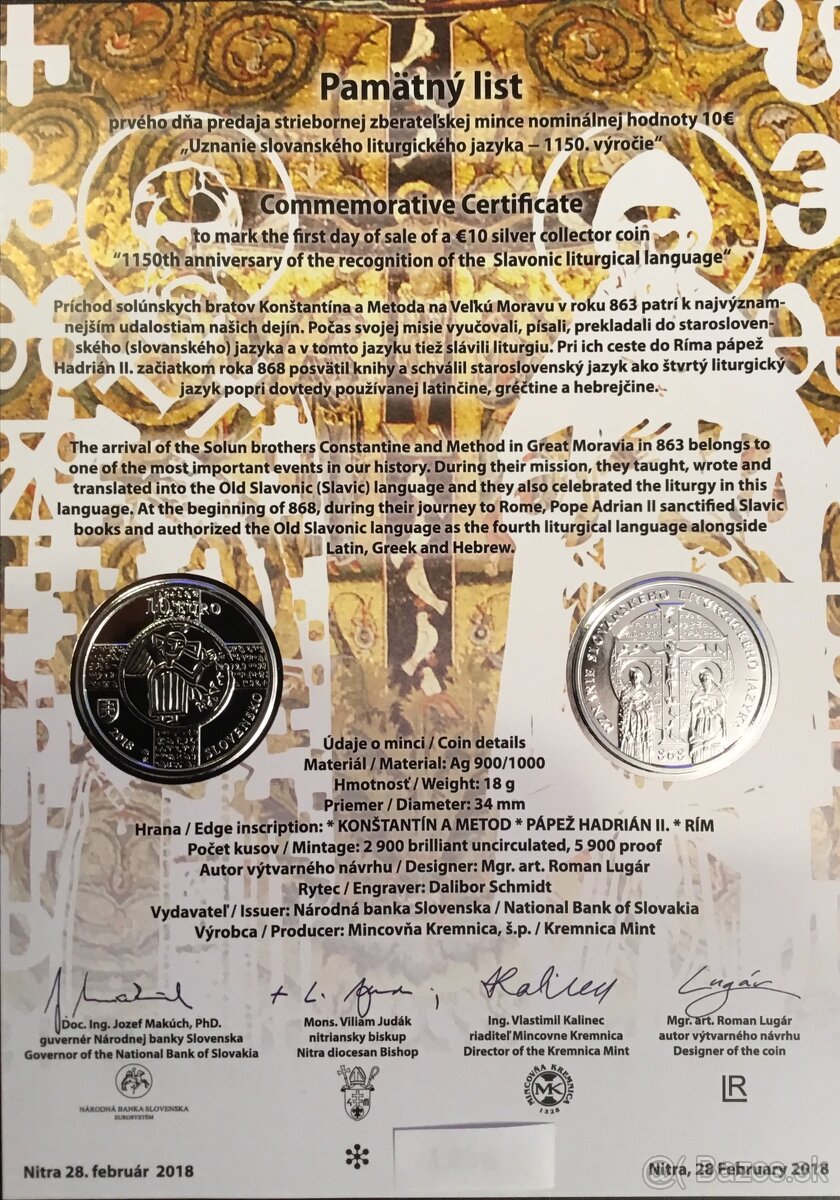 Pamätný list
prvého dňa predaja striebornej zberateľskej mince nominálnej hodnoty 10€
„Uznanie slovanského liturgického jazyka – 1150. výročie“
Commemorative Certificate
to mark the first day of sale of a €10 silver collector coin
“1150th anniversary of the recognition of the Slavonic liturgical language“
Príchod solúnskych bratov Konštantína a Metoda na Veľkú Moravu v roku 863 patrí k najvýznam-
nejším udalostiam našich dejín. Počas svojej misie vyučovali, písali, prekladali do starosloven-
ského (slovanského) jazyka a v tomto jazyku tiež slávili liturgiu. Pri ich ceste do Ríma pápež
Hadrián II. začiatkom roka 868 posvätil knihy a schválil staroslovenský jazyk ako štvrtý liturgický
jazyk popri dovtedy používanej latinčine, gréčtine a hebrejčine.
The arrival of the Solun brothers Constantine and Method in Great Moravia in 863 belongs to
one of the most important events in our history. During their mission, they taught, wrote and
translated into the Old Slavonic (Slavic) language and they also celebrated the liturgy in this
language. At the beginning of 868, during their journey to Rome, Pope Adrian II sanctified Slavic
books and authorized the Old Slavonic language as the fourth liturgical language alongside
Latin, Greek and Hebrew.
10 EURO
2018
SLOVENSKO
UZNANIE SLOVANSKÉHO LITURGICKÉHO JAZYKA
868
Údaje o minci / Coin details
Materiál / Material: Ag 900/1000
Hmotnosť / Weight: 18 g
Priemer / Diameter: 34 mm
Hrana / Edge inscription: * KONŠTANTÍN A METOD * PÁPEŽ HADRIÁN II. * RÍM
Počet kusov / Mintage: 2 900 brilliant uncirculated, 5 900 proof
Autor výtvarného návrhu / Designer: Mgr. art. Roman Lugár
Rytec / Engraver: Dalibor Schmidt
Vydavateľ / Issuer: Národná banka Slovenska / National Bank of Slovakia
Výrobca / Producer: Mincovňa Kremnica, š.p. / Kremnica Mint
Kalinec
Lugár
Doc. Ing. Jozef Makúch, PhD.
guvernér Národnej banky Slovenska
Governor of the National Bank of Slovakia
Mons. Viliam Judák
nitriansky biskup
Nitra diocesan Bishop
Ing. Vlastimil Kalinec
riaditeľ Mincovne Kremnica
Director of the Kremnica Mint
Mgr. art. Roman Lugár
autor výtvarného návrhu
Designer of the coin
NÁRODNÁ BANKA SLOVENSKA
EUROSYSTÉM
MINCOVŇA KREMNICA
MK
1328
LR
Nitra 28. február 2018
Nitra, 28 February 2018
@ Bazos.sk